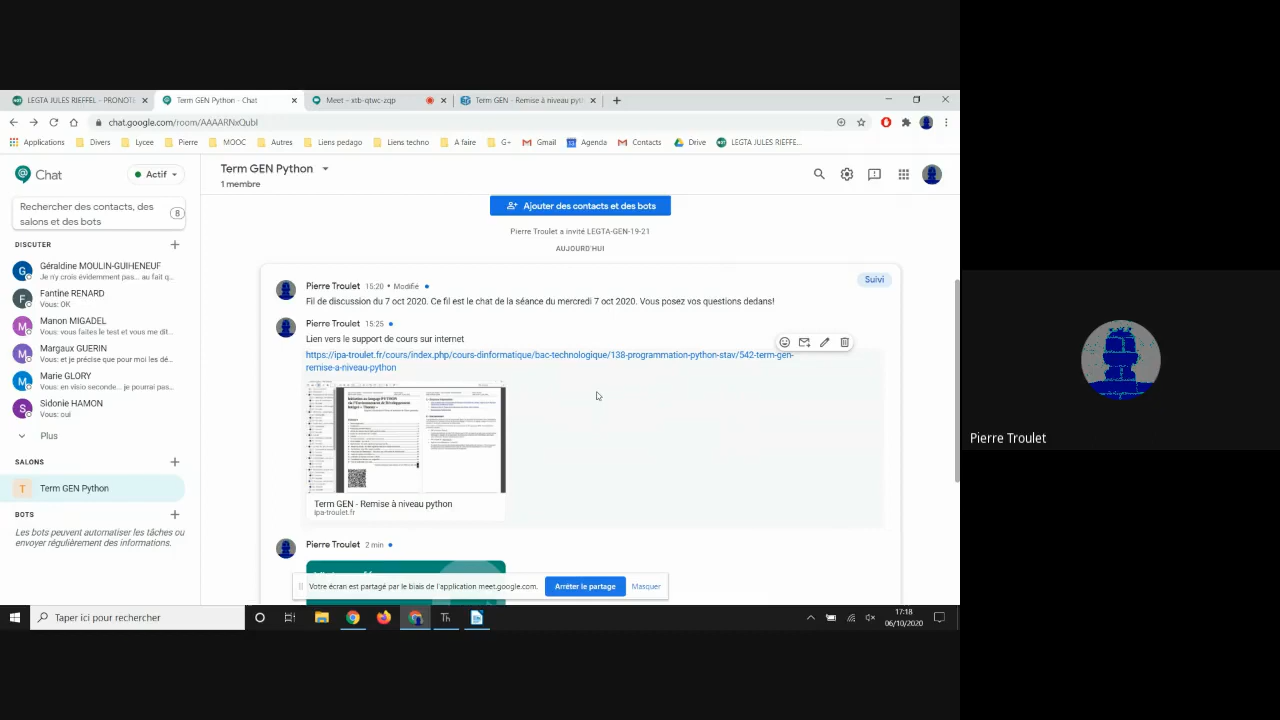 LEGTA JULES RIEFFEL - PRONOTE
Term GEN Python - Chat
Meet – xtb-qtwc-zqp
Term GEN - Remise à niveau pyth
chat.google.com/room/AAAARNxQubI
Applications
Divers
Lycee
Pierre
MOOC
Autres
Liens pedago
Liens techno
A faire
G+
Gmail
Agenda
Contacts
Drive
LEGTA JULES RIEFFE...
Chat
Actif
Term GEN Python
1 membre
Rechercher des contacts, des
salons et des bots
8
DISCUTER
Géraldine MOULIN-GUIHENEUF
Je n'y crois évidemment pas... au fait q...
Fantine RENARD
Vous: OK
Manon MIGADEL
Vous: vous faites le test et vous me dit...
Margaux GUERIN
Vous: et je précise que pour moi les dé...
Marie GLORY
Vous: en visio seconde... je pourrai pas...
Sidonie HAMON
Vous: oui
Plus
SALONS
T
Term GEN Python
BOTS
Les bots peuvent automatiser les tâches ou
envoyer régulièrement des informations.
Ajouter des contacts et des bots
Pierre Troulet a invité LEGTA-GEN-19-21
AUJOURD'HUI
Pierre Troulet 15:20 • Modifié
Suivi
Fil de discussion du 7 oct 2020. Ce fil est le chat de la séance du mercredi 7 oct 2020. Vous posez vos questions dedans!
Pierre Troulet 15:25
Lien vers le support de cours sur internet
https://ipa-troulet.fr/cours/index.php/cours-dinformatique/bac-technologique/138-programmation-python-stav/542-term-gen-
remise-a-niveau-python
Term GEN - Remise à niveau python
ipa-troulet.fr
Pierre Troulet 2 min
Votre écran est partagé par le biais de l'application meet.google.com.
Arrêter le partage
Masquer
Taper ici pour rechercher
Th
17:18
06/10/2020
Pierre Troulet